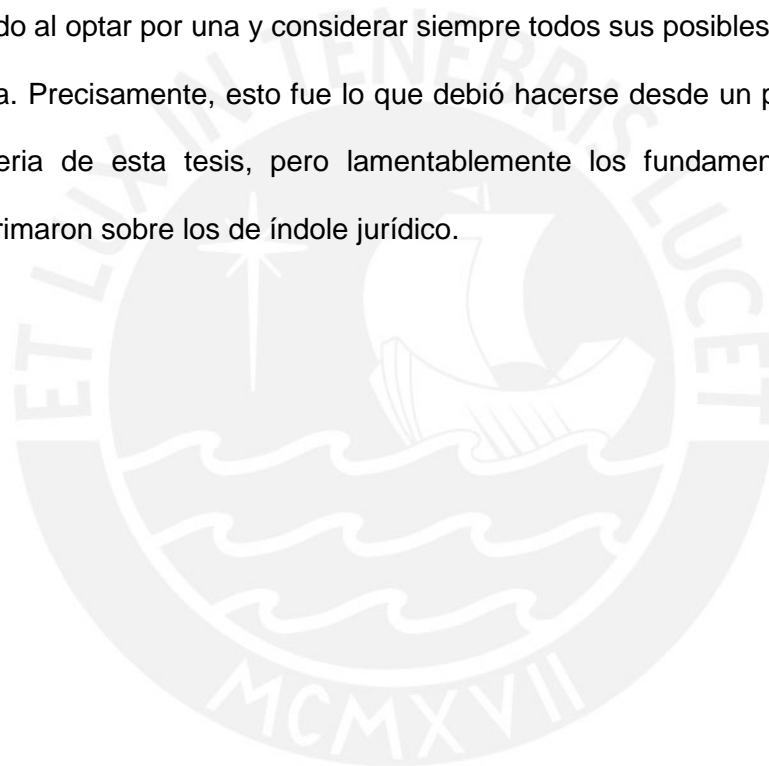 do al optar por una y considerar siempre todos sus posibles
a. Precisamente, esto fue lo que debió hacerse desde un p
eria de esta tesis, pero lamentablemente los fundamen
rimaron sobre los de índole jurídico.
ET LUX IN TENEBRIS LUCET
MCMXVII